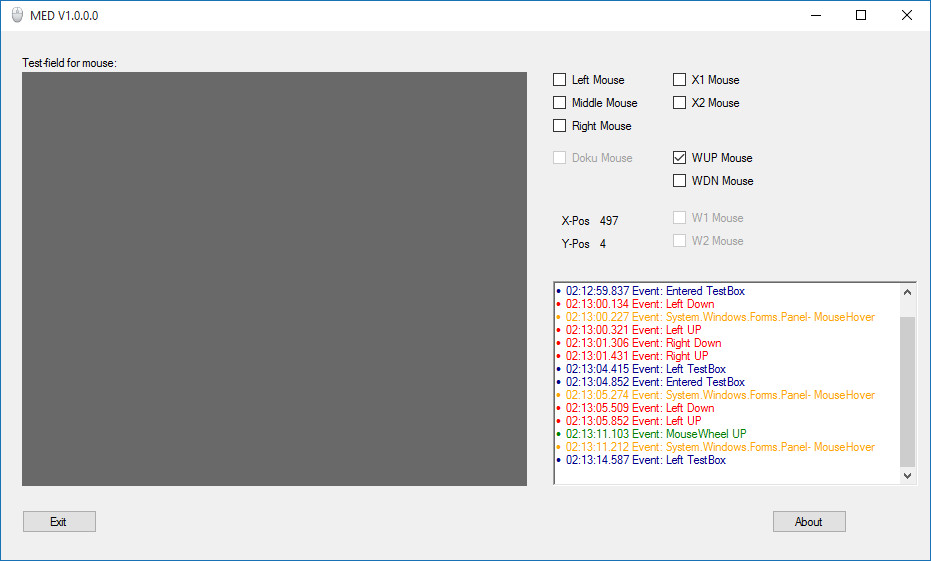 MED V1.0.0.0
Test-field for mouse:
Left Mouse
X1 Mouse
Middle Mouse
X2 Mouse
Right Mouse
Doku Mouse
WUP Mouse
WDN Mouse
X-Pos 497
W1 Mouse
Y-Pos 4
W2 Mouse
• 02:12:59.837 Event: Entered TestBox
• 02:13:00.134 Event: Left Down
• 02:13:00.227 Event: System.Windows.Forms.Panel- MouseHover
• 02:13:00.321 Event: Left UP
• 02:13:01.306 Event: Right Down
• 02:13:01.431 Event: Right UP
• 02:13:04.415 Event: Left TestBox
• 02:13:04.852 Event: Entered TestBox
• 02:13:05.274 Event: System.Windows.Forms.Panel- MouseHover
• 02:13:05.509 Event: Left Down
• 02:13:05.852 Event: Left UP
• 02:13:11.103 Event: MouseWheel UP
• 02:13:11.212 Event: System.Windows.Forms.Panel- MouseHover
• 02:13:14.587 Event: Left TestBox
Exit
About